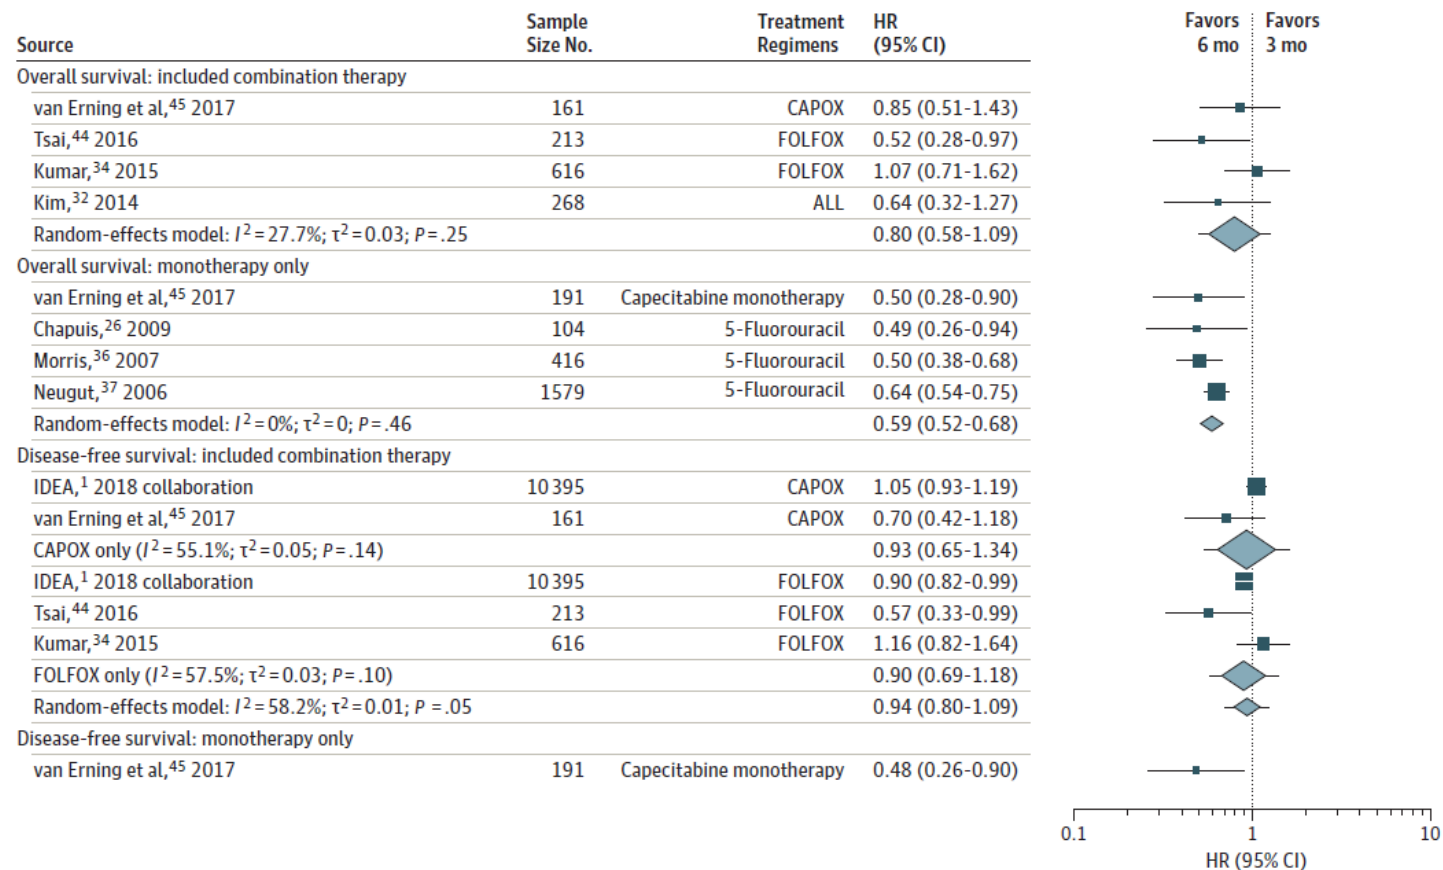 Source Sample Size No. Treatment Regimens HR (95% CI) Favors 6 mo Favors 3 mo
Overall survival: included combination therapy
van Erning et al,45 2017 161 CAPOX 0.85 (0.51-1.43)
Tsai,44 2016 213 FOLFOX 0.52 (0.28-0.97)
Kumar,34 2015 616 FOLFOX 1.07 (0.71-1.62)
Kim,32 2014 268 ALL 0.64 (0.32-1.27)
Random-effects model: I2 = 27.7%; τ2 = 0.03; P = .25 0.80 (0.58-1.09)
Overall survival: monotherapy only
van Erning et al,45 2017 191 Capecitabine monotherapy 0.50 (0.28-0.90)
Chapuis,26 2009 104 5-Fluorouracil 0.49 (0.26-0.94)
Morris,36 2007 416 5-Fluorouracil 0.50 (0.38-0.68)
Neugut,37 2006 1579 5-Fluorouracil 0.64 (0.54-0.75)
Random-effects model: I2 = 0%; τ2 = 0; P = .46 0.59 (0.52-0.68)
Disease-free survival: included combination therapy
IDEA,1 2018 collaboration 10 395 CAPOX 1.05 (0.93-1.19)
van Erning et al,45 2017 161 CAPOX 0.70 (0.42-1.18)
CAPOX only (I2 = 55.1%; τ2 = 0.05; P = .14) 0.93 (0.65-1.34)
IDEA,1 2018 collaboration 10 395 FOLFOX 0.90 (0.82-0.99)
Tsai,44 2016 213 FOLFOX 0.57 (0.33-0.99)
Kumar,34 2015 616 FOLFOX 1.16 (0.82-1.64)
FOLFOX only (I2 = 57.5%; τ2 = 0.03; P = .10) 0.90 (0.69-1.18)
Random-effects model: I2 = 58.2%; τ2 = 0.01; P = .05 0.94 (0.80-1.09)
Disease-free survival: monotherapy only
van Erning et al,45 2017 191 Capecitabine monotherapy 0.48 (0.26-0.90)
0.1 1 10
HR (95% CI)